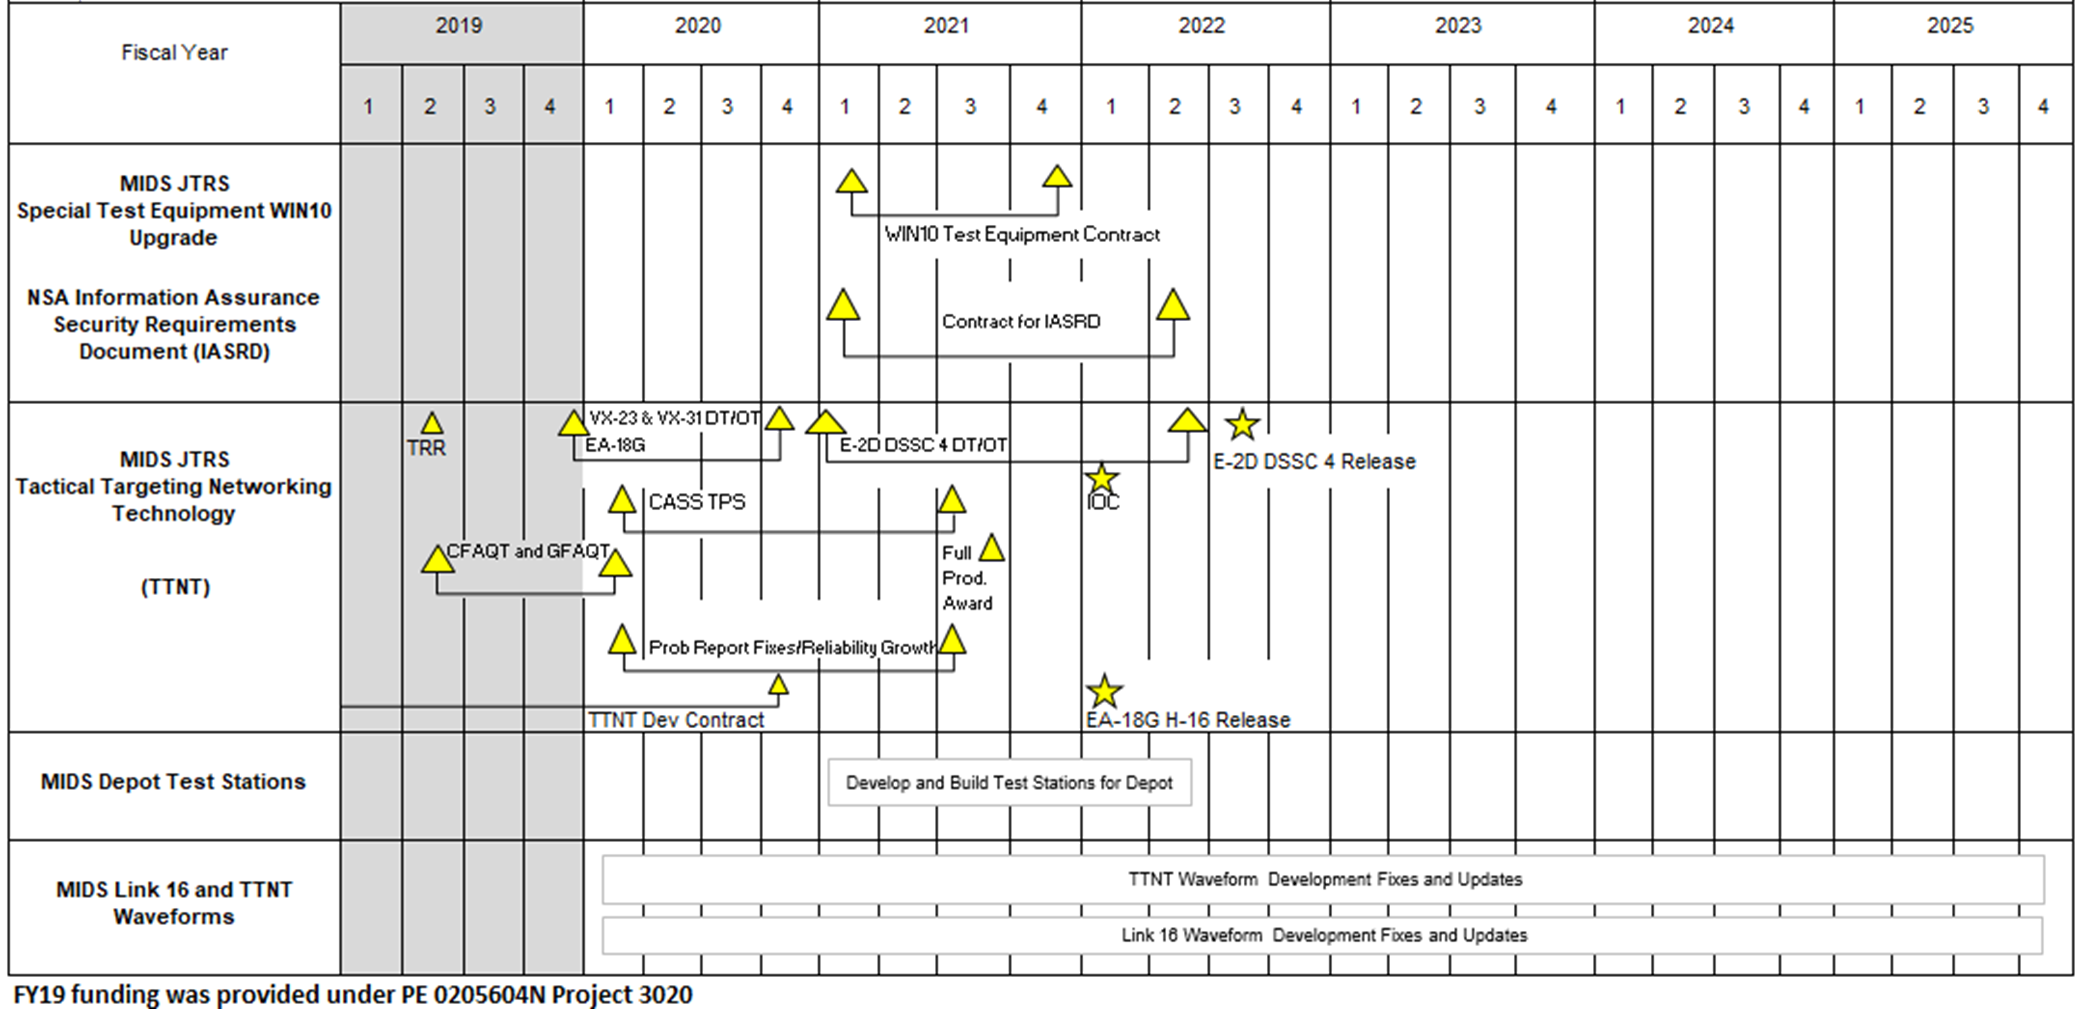 Fiscal Year
2019 2020 2021 2022 2023 2024 2025
1 2 3 4 1 2 3 4 1 2 3 4 1 2 3 4 1 2 3 4 1 2 3 4 1 2 3 4
MIDS JTRS
Special Test Equipment WIN10
Upgrade
WIN10 Test Equipment Contract
NSA Information Assurance
Security Requirements
Document (IASRD)
Contract for IASRD
MIDS JTRS
Tactical Targeting Networking
Technology
(TTNT)
TRR
VX-23 & VX-31 DT/OT
EA-18G
E-2D DSSC 4 DT/OT
E-2D DSSC 4 Release
CASS TPS
IOC
CFAQT and GFAQT
Full
Prod.
Award
Prob Report Fixes/Reliability Growth
TTNT Dev Contract
EA-18G H-16 Release
MIDS Depot Test Stations
Develop and Build Test Stations for Depot
MIDS Link 16 and TTNT
Waveforms
TTNT Waveform Development Fixes and Updates
Link 16 Waveform Development Fixes and Updates
FY19 funding was provided under PE 0205604N Project 3020